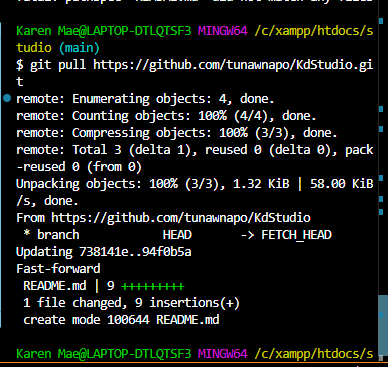 Karen Mae@LAPTOP-DTLQTSF3 MINGW64 /c/xampp/htdocs/s
tudio (main)
$ git pull https://github.com/tunawnapo/KdStudio.gi
t
remote: Enumerating objects: 4, done.
remote: Counting objects: 100% (4/4), done.
remote: Compressing objects: 100% (3/3), done.
remote: Total 3 (delta 1), reused 0 (delta 0), pack
-reused 0 (from 0)
Unpacking objects: 100% (3/3), 1.32 KiB | 58.00 KiB
/s, done.
From https://github.com/tunawnapo/KdStudio
 * branch            HEAD       -> FETCH_HEAD
Updating 738141e..94f0b5a
Fast-forward
 README.md | 9 +++++++++
 1 file changed, 9 insertions(+)
 create mode 100644 README.md
Karen Mae@LAPTOP-DTLQTSF3 MINGW64 /c/xampp/htdocs/s